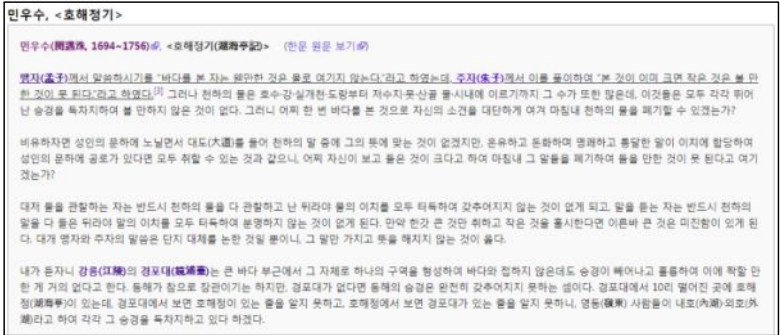 민우수, <호해정기>
민우수(閔遇洙, 1694~1756), <호해정기(湖海亭記)> (한문 원문 보기)
맹자(孟子)께서 말씀하시기를 "바다를 본 자는 웬만한 것은 물로 여기지 않는다."라고 하였는데, 주자(朱子)께서 이를 풀이하여 "본 것이 이미 크면 작은 것은 볼 만
한 것이 못 된다."라고 하였다.[3] 그러나 천하의 물은 호수·강·실개천·도랑부터 저수지·못·산골 물·시내에 이르기까지 그 수가 또한 많은데, 이것들은 모두 각각 뛰어
난 승경을 독차지하여 볼 만하지 않은 것이 없다. 그러니 어찌 한 번 바다를 본 것으로 자신의 소견을 대단하게 여겨 마침내 천하의 물을 폐기할 수 있겠는가?
비유하자면 성인의 문하에 노닐면서 대도(大道)를 들어 천하의 말 중에 그의 뜻에 맞는 것이 없겠지만, 온유하고 돈화하며 명쾌하고 통달한 말이 이치에 합당하여
성인의 문하에 공로가 있다면 모두 취할 수 있는 것과 같으니, 어찌 자신이 보고 들은 것이 크다고 하여 마침내 그 말들을 폐기하여 들을 만한 것이 못 된다고 여기
겠는가?
대저 물을 관찰하는 자는 반드시 천하의 물을 다 관찰하고 난 뒤라야 물의 이치를 모두 터득하여 갖추어지지 않는 것이 없게 되고, 말을 듣는 자는 반드시 천하의
말을 다 들은 뒤라야 말의 이치를 모두 터득하여 분명하지 않는 것이 없게 된다. 만약 한갓 큰 것만 취하고 작은 것을 홀시한다면 이른바 큰 것은 미진함이 있게 된
다. 대개 맹자와 주자의 말씀은 단지 대체를 논한 것일 뿐이니, 그 말만 가지고 뜻을 해치지 않는 것이 옳다.
내가 듣자니 강릉(江陵)의 경포대(鏡浦臺)는 큰 바다 부근에서 그 자체로 하나의 구역을 형성하여 바다와 접하지 않은데도 승경이 빼어나고 훌륭하여 이에 짝할 만
한 게 거의 없다고 한다. 동해가 참으로 장관이기는 하지만, 경포대가 없다면 동해의 승경은 완전히 갖추어지지 못하는 셈이다. 경포대에서 10리 떨어진 곳에 호해
정(湖海亭)이 있는데, 경포대에서 보면 호해정이 있는 줄을 알지 못하고, 호해정에서 보면 경포대가 있는 줄을 알지 못하니, 영동(嶺東) 사람들이 내호(內湖)·외호(外
湖)라고 하여 각각 그 승경을 독차지하고 있다 하겠다.